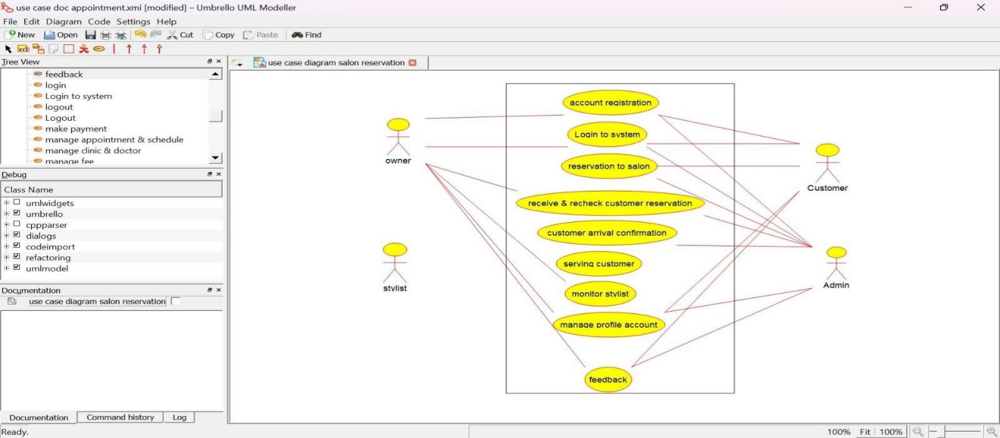 use case doc appointment.xmi [modified] – Umbrello UML Modeller
File Edit Diagram Code Settings Help
New Open Cut Copy Paste Find
Tree View
feedback
login
Login to system
logout
Logout
make payment
manage appointment & schedule
manage clinic & doctor
manage fee
Debug
Class Name
umlwidgets
umbrello
cppparser
dialogs
codeimport
refactoring
umlmodel
Documentation
use case diagram salon reservation
Documentation Command history Log
Ready.
use case diagram salon reservation
account registration
Login to system
reservation to salon
receive & recheck customer reservation
customer arrival confirmation
serving customer
monitor stylist
manage profile account
feedback
owner
stylist
Customer
Admin
100% Fit 100%